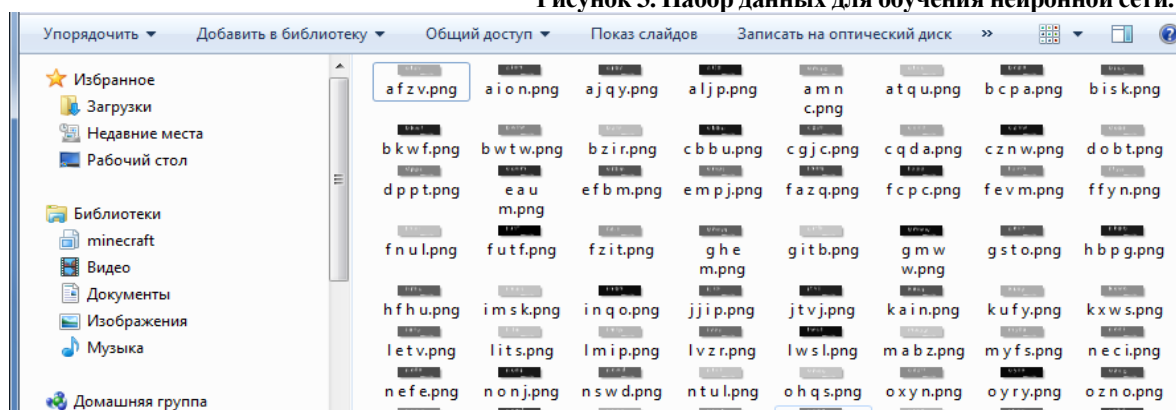 Рисунок 3. Набор данных для обучения нейронной сети.
Упорядочить Добавить в библиотеку Общий доступ Показ слайдов Записать на оптический диск »
Избранное
Загрузки
Недавние места
Рабочий стол
Библиотеки
minecraft
Видео
Документы
Изображения
Музыка
Домашняя группа
a f z v.png a i o n.png a j q y.png a l j p.png a m n c.png a t q u.png b c p a.png b i s k.png
b k w f.png b w t w.png b z i r.png c b b u.png c g j c.png c q d a.png c z n w.png d o b t.png
d p p t.png e a u m.png e f b m.png e m p j.png f a z q.png f c p c.png f e v m.png f f y n.png
f n u l.png f u t f.png f z i t.png g h e m.png g i t b.png g m w w.png g s t o.png h b p g.png
h f h u.png i m s k.png i n q o.png j j i p.png j t v j.png k a i n.png k u f y.png k x w s.png
l e t v.png l i t s.png l m i p.png l v z r.png l w s l.png m a b z.png m y f s.png n e c i.png
n e f e.png n o n j.png n s w d.png n t u l.png o h q s.png o x y n.png o y r y.png o z n o.png